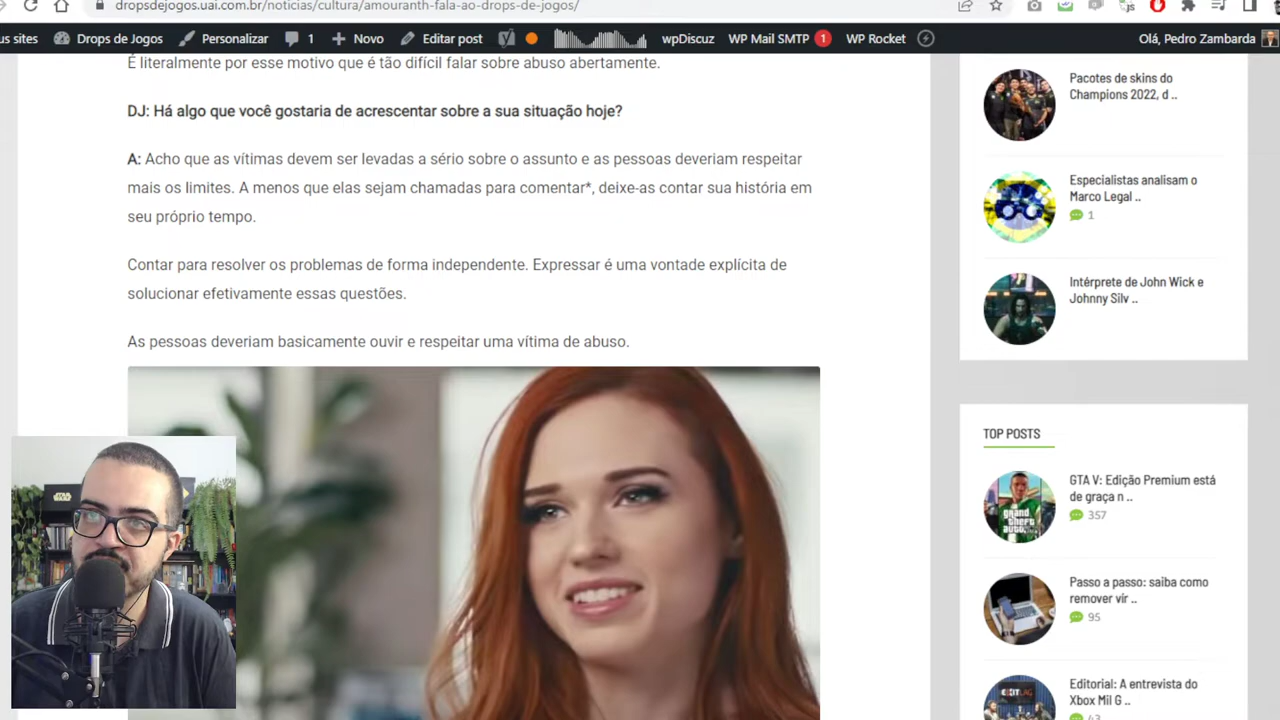 dropsdejogos.uai.com.br/noticias/cultura/amouranth-fala-ao-drops-de-jogos/
us sites Drops de Jogos Personalizar 1 Novo Editar post wpDiscuz WP Mail SMTP 1 WP Rocket Olá, Pedro Zambarda
É literalmente por esse motivo que é tão difícil falar sobre abuso abertamente.
DJ: Há algo que você gostaria de acrescentar sobre a sua situação hoje?
A: Acho que as vítimas devem ser levadas a sério sobre o assunto e as pessoas deveriam respeitar
mais os limites. A menos que elas sejam chamadas para comentar*, deixe-as contar sua história em
seu próprio tempo.
Contar para resolver os problemas de forma independente. Expressar é uma vontade explícita de
solucionar efetivamente essas questões.
As pessoas deveriam basicamente ouvir e respeitar uma vítima de abuso.
STAR
WARS
Pacotes de skins do
Champions 2022, d ..
Especialistas analisam o
Marco Legal ..
1
Intérprete de John Wick e
Johnny Silv ..
TOP POSTS
GTA V: Edição Premium está
de graça n ..
357
grand
theft
auto
Passo a passo: saiba como
remover vír ..
95
Editorial: A entrevista do
Xbox Mil G ..
43
EXITLAG